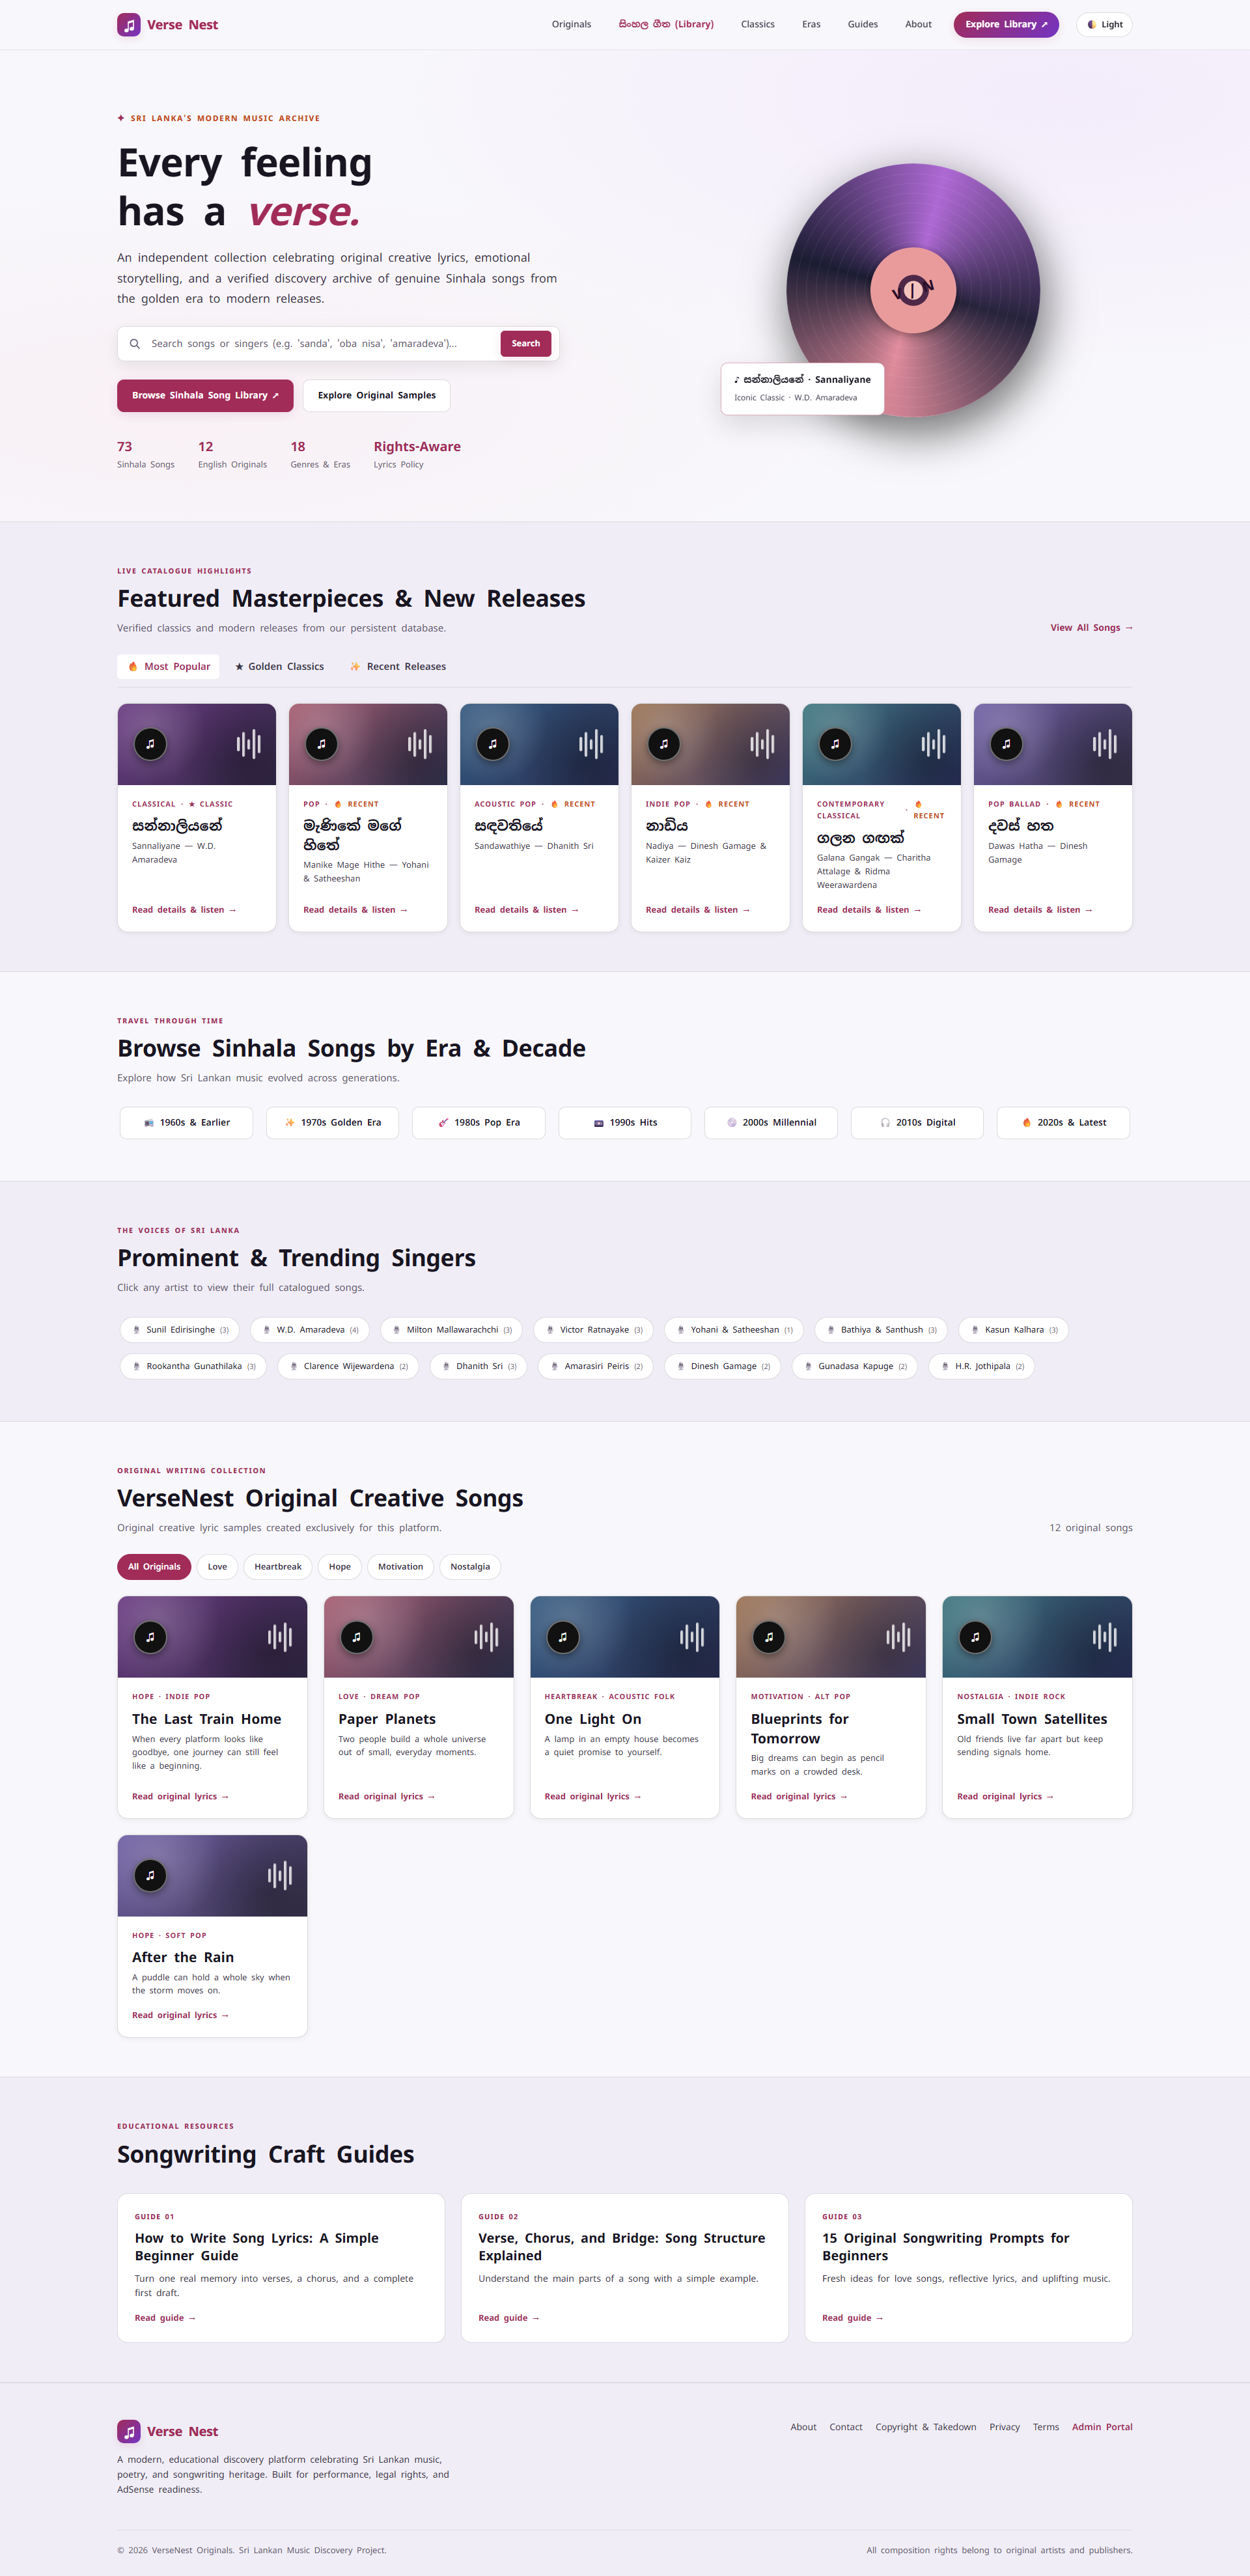 Verse Nest
Originals
සිංහල ගීත (Library)
Classics
Eras
Guides
About
Explore Library ↗
Light
✦ SRI LANKA'S MODERN MUSIC ARCHIVE
Every feeling
has a verse.
An independent collection celebrating original creative lyrics, emotional
storytelling, and a verified discovery archive of genuine Sinhala songs from
the golden era to modern releases.
Search songs or singers (e.g. 'sanda', 'oba nisa', 'amaradeva')...
Search
Browse Sinhala Song Library ↗
Explore Original Samples
73
Sinhala Songs
12
English Originals
18
Genres & Eras
Rights-Aware
Lyrics Policy
♪ සන්නාලියනේ · Sannaliyane
Iconic Classic · W.D. Amaradeva
LIVE CATALOGUE HIGHLIGHTS
Featured Masterpieces & New Releases
Verified classics and modern releases from our persistent database.
View All Songs →
🔥 Most Popular
★ Golden Classics
✨ Recent Releases
CLASSICAL · ★ CLASSIC
සන්නාලියනේ
Sannaliyane — W.D.
Amaradeva
Read details & listen →
POP · 🔥 RECENT
මැණිකේ මගේ
හිතේ
Manike Mage Hithe — Yohani
& Satheeshan
Read details & listen →
ACOUSTIC POP · 🔥 RECENT
සඳවතියේ
Sandawathiye — Dhanith Sri
Read details & listen →
INDIE POP · 🔥 RECENT
නාඩිය
Nadiya — Dinesh Gamage &
Kaizer Kaiz
Read details & listen →
CONTEMPORARY
CLASSICAL · 🔥 RECENT
ගලන ගඟක්
Galana Gangak — Charitha
Attalage & Ridma
Weerawardena
Read details & listen →
POP BALLAD · 🔥 RECENT
දවස් හත
Dawas Hatha — Dinesh
Gamage
Read details & listen →
TRAVEL THROUGH TIME
Browse Sinhala Songs by Era & Decade
Explore how Sri Lankan music evolved across generations.
1960s & Earlier
1970s Golden Era
1980s Pop Era
1990s Hits
2000s Millennial
2010s Digital
2020s & Latest
THE VOICES OF SRI LANKA
Prominent & Trending Singers
Click any artist to view their full catalogued songs.
Sunil Edirisinghe (3)
W.D. Amaradeva (4)
Milton Mallawarachchi (3)
Victor Ratnayake (3)
Yohani & Satheeshan (1)
Bathiya & Santhush (3)
Kasun Kalhara (3)
Rookantha Gunathilaka (3)
Clarence Wijewardena (2)
Dhanith Sri (3)
Amarasiri Peiris (2)
Dinesh Gamage (2)
Gunadasa Kapuge (2)
H.R. Jothipala (2)
ORIGINAL WRITING COLLECTION
VerseNest Original Creative Songs
Original creative lyric samples created exclusively for this platform.
12 original songs
All Originals
Love
Heartbreak
Hope
Motivation
Nostalgia
HOPE · INDIE POP
The Last Train Home
When every platform looks like
goodbye, one journey can still feel
like a beginning.
Read original lyrics →
LOVE · DREAM POP
Paper Planets
Two people build a whole universe
out of small, everyday moments.
Read original lyrics →
HEARTBREAK · ACOUSTIC FOLK
One Light On
A lamp in an empty house becomes
a quiet promise to yourself.
Read original lyrics →
MOTIVATION · ALT POP
Blueprints for
Tomorrow
Big dreams can begin as pencil
marks on a crowded desk.
Read original lyrics →
NOSTALGIA · INDIE ROCK
Small Town Satellites
Old friends live far apart but keep
sending signals home.
Read original lyrics →
HOPE · SOFT POP
After the Rain
A puddle can hold a whole sky when
the storm moves on.
Read original lyrics →
EDUCATIONAL RESOURCES
Songwriting Craft Guides
GUIDE 01
How to Write Song Lyrics: A Simple
Beginner Guide
Turn one real memory into verses, a chorus, and a complete
first draft.
Read guide →
GUIDE 02
Verse, Chorus, and Bridge: Song Structure
Explained
Understand the main parts of a song with a simple example.
Read guide →
GUIDE 03
15 Original Songwriting Prompts for
Beginners
Fresh ideas for love songs, reflective lyrics, and uplifting music.
Read guide →
Verse Nest
About
Contact
Copyright & Takedown
Privacy
Terms
Admin Portal
A modern, educational discovery platform celebrating Sri Lankan music,
poetry, and songwriting heritage. Built for performance, legal rights, and
AdSense readiness.
© 2026 VerseNest Originals. Sri Lankan Music Discovery Project.
All composition rights belong to original artists and publishers.